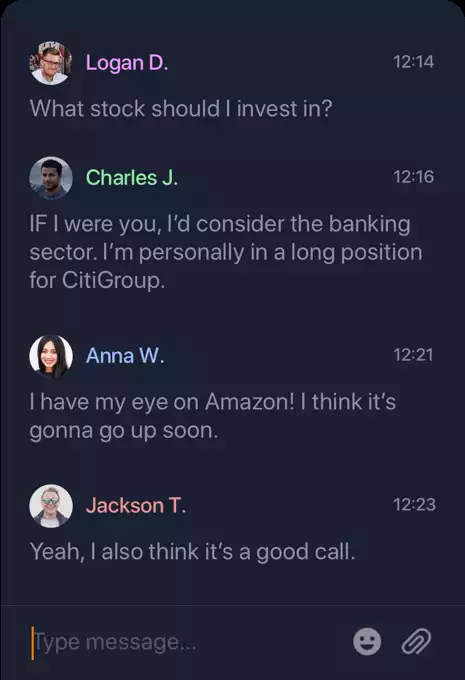 Logan D. 12:14
What stock should I invest in?
Charles J. 12:16
IF I were you, I’d consider the banking
sector. I’m personally in a long position
for CitiGroup.
Anna W. 12:21
I have my eye on Amazon! I think it’s
gonna go up soon.
Jackson T. 12:23
Yeah, I also think it’s a good call.
Type message...